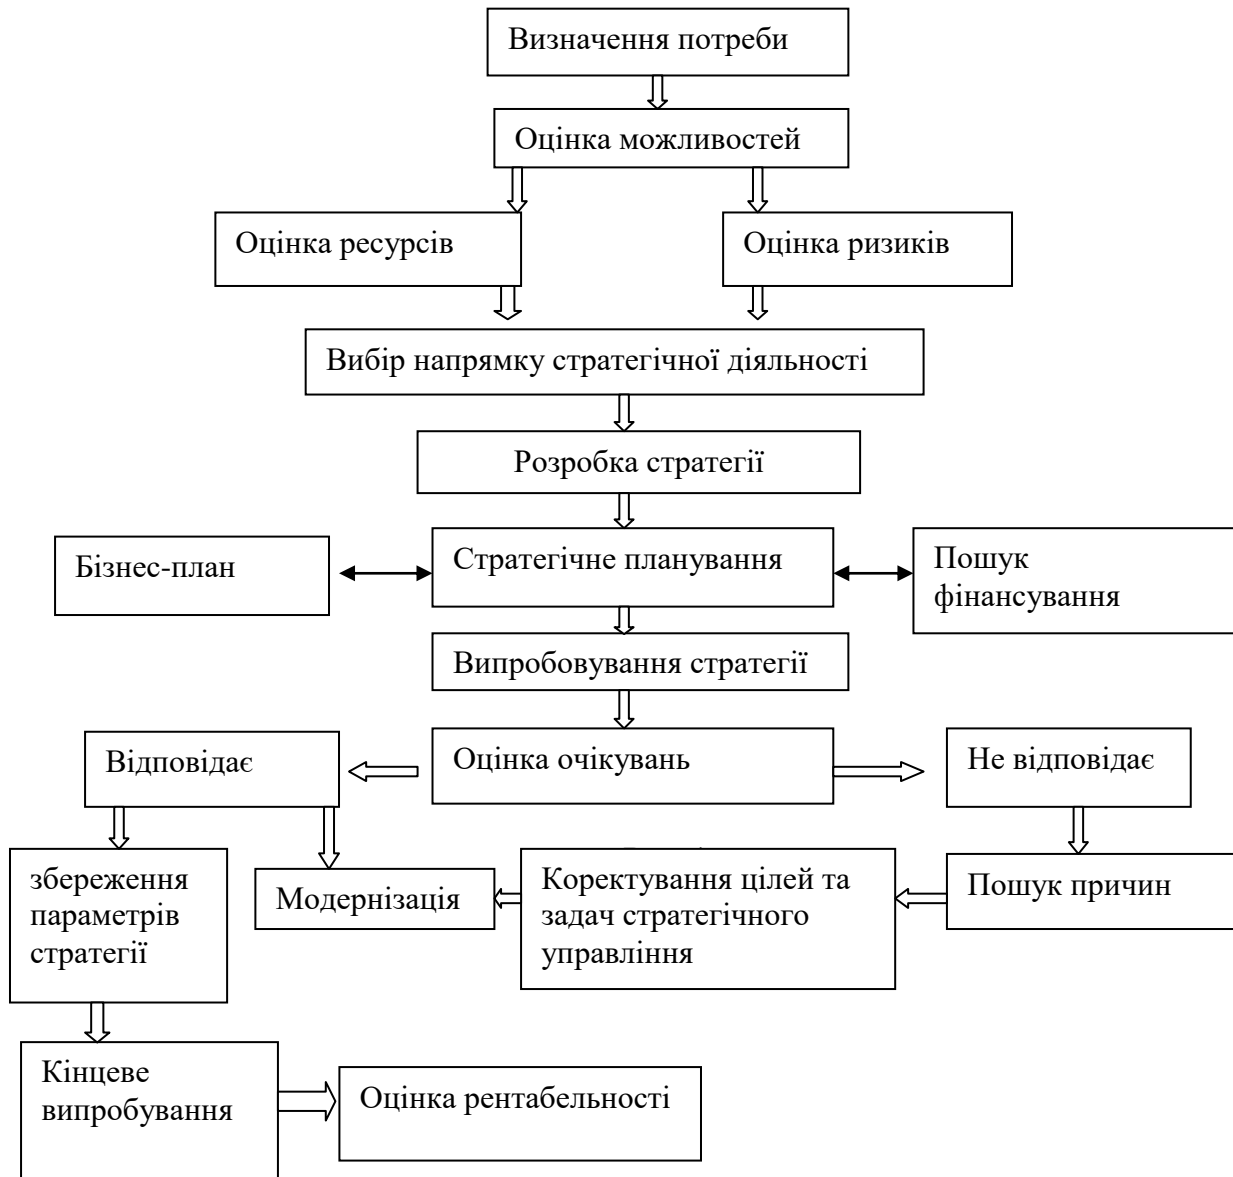 Визначення потреби
Оцінка можливостей
Оцінка ресурсів
Оцінка ризиків
Вибір напрямку стратегічної діяльності
Розробка стратегії
Бізнес-план
Стратегічне планування
Пошук
фінансування
Випробовування стратегії
Відповідає
Оцінка очікувань
Не відповідає
збереження
параметрів
стратегії
Модернізація
Коректування цілей та
задач стратегічного
управління
Пошук причин
Кінцеве
випробування
Оцінка рентабельності